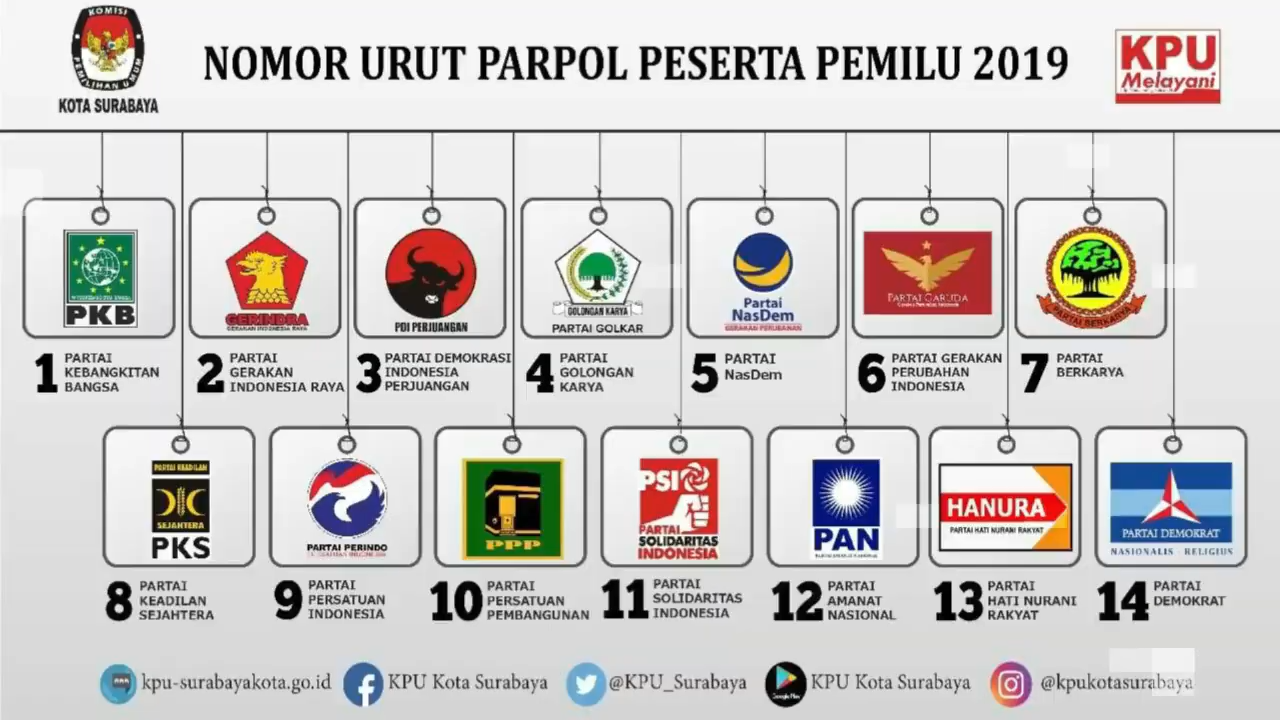 KOMISI
PEMILIHAN UMUM
KOTA SURABAYA
NOMOR URUT PARPOL PESERTA PEMILU 2019
KPU
Melayani
PKB
GERINDRA
GERAKAN INDONESIA RAYA
PDI PERJUANGAN
GOLONGAN KARYA
PARTAI GOLKAR
Partai
NasDem
GERAKAN PERUBAHAN
PARTAI GARUDA
PARTAI BERKARYA
1 PARTAI
KEBANGKITAN
BANGSA
2 PARTAI
GERAKAN
INDONESIA RAYA
3 PARTAI DEMOKRASI
INDONESIA
PERJUANGAN
4 PARTAI
GOLONGAN
KARYA
5 PARTAI
NasDem
6 PARTAI GERAKAN
PERUBAHAN
INDONESIA
7 PARTAI
BERKARYA
PARTAI KEADILAN
SEJAHTERA
PKS
PARTAI PERINDO
PPP
PSI
PARTAI
SOLIDARITAS
INDONESIA
PAN
HANURA
PARTAI HATI NURANI RAKYAT
PARTAI DEMOKRAT
NASIONALIS - RELIGIUS
8 PARTAI
KEADILAN
SEJAHTERA
9 PARTAI
PERSATUAN
INDONESIA
10 PARTAI
PERSATUAN
PEMBANGUNAN
11 PARTAI
SOLIDARITAS
INDONESIA
12 PARTAI
AMANAT
NASIONAL
13 PARTAI
HATI NURANI
RAKYAT
14 PARTAI
DEMOKRAT
kpu-surabayakota.go.id
KPU Kota Surabaya
@KPU_Surabaya
Google Play
KPU Kota Surabaya
@kpukotasurabaya